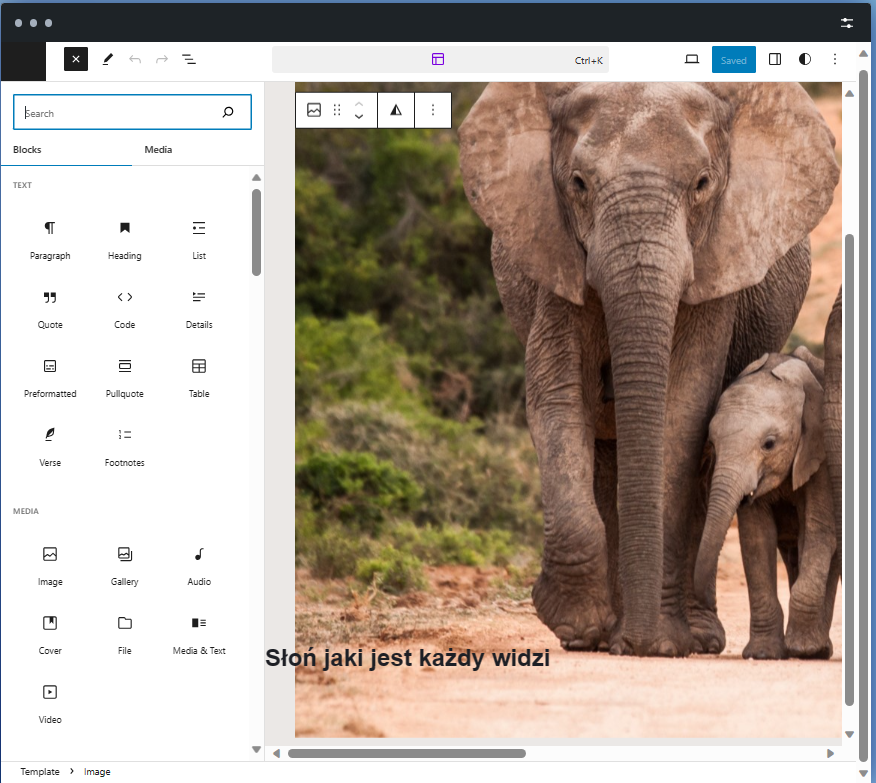 Ctrl+K
Saved
Search
Blocks Media
TEXT
Paragraph Heading List
Quote Code Details
Preformatted Pullquote Table
Verse Footnotes
MEDIA
Image Gallery Audio
Cover File Media & Text
Video
Słoń jaki jest każdy widzi
Template > Image